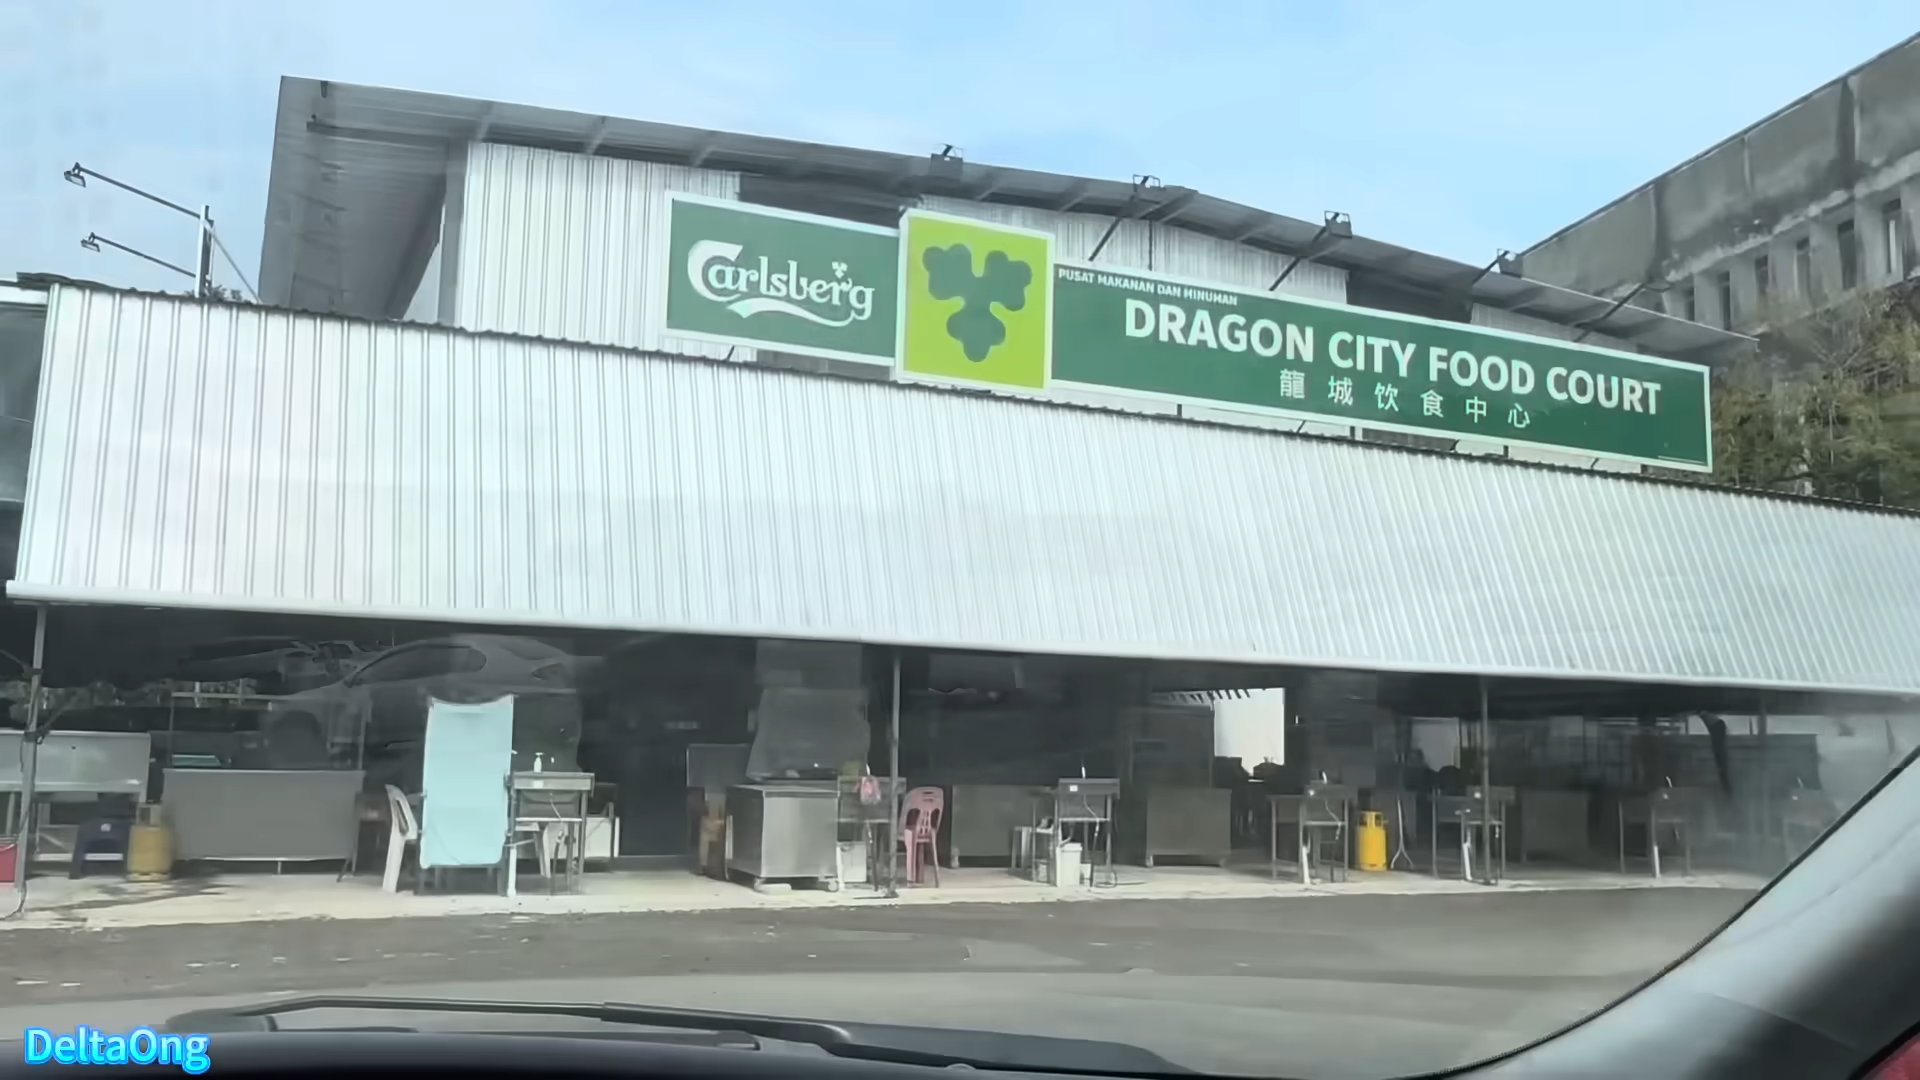 Carlsberg
PUSAT MAKANAN DAN MINUMAN
DRAGON CITY FOOD COURT
龍城饮食中心
DeltaOng